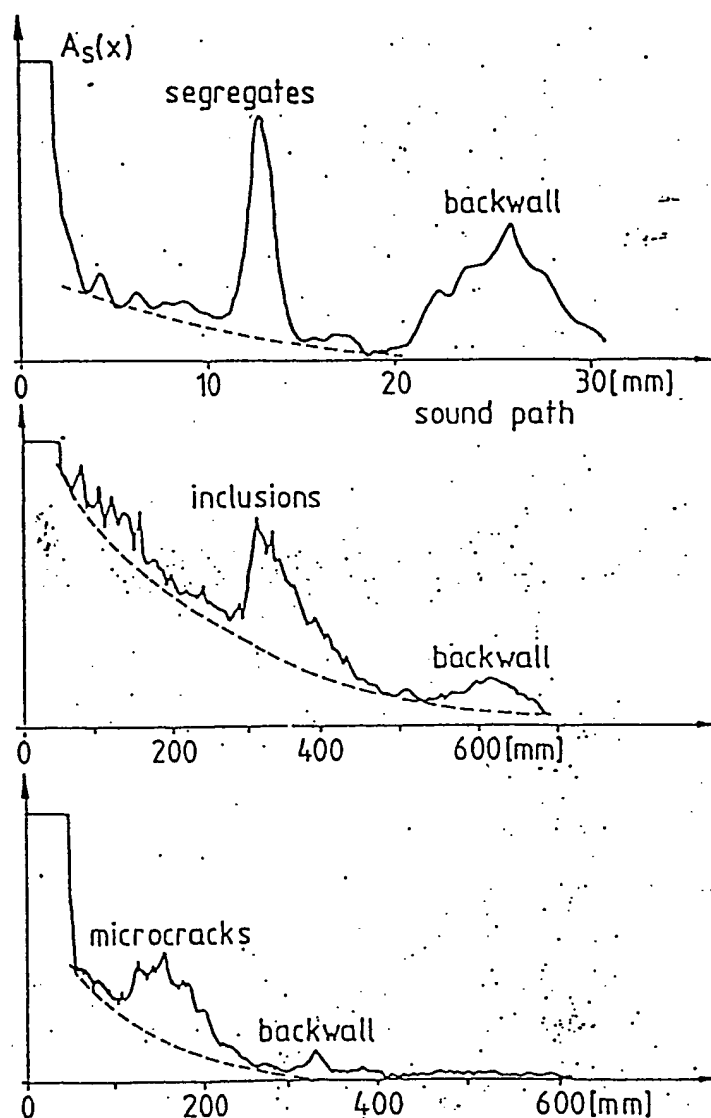 As(x)
segregates
backwall
0 10 20 30[mm]
sound path
inclusions
backwall
0 200 400 600[mm]
microcracks
backwall
0 200 400 600[mm]